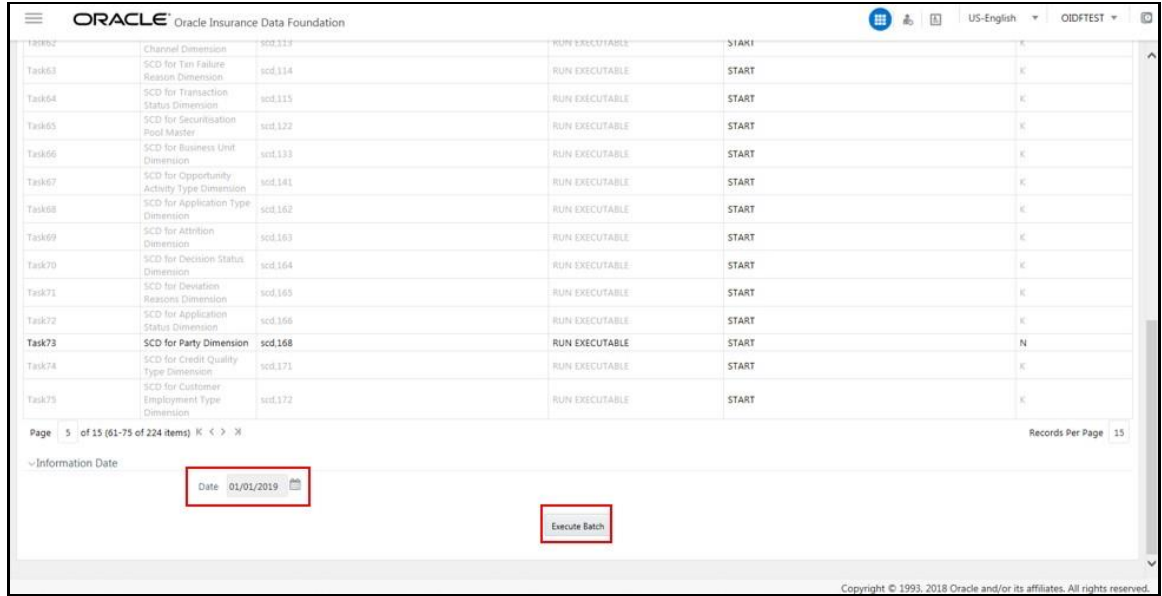 ORACLE® Oracle Insurance Data Foundation US-English OIDFTEST
Task62 Channel Dimension scd,113 RUN EXECUTABLE START K
Task63 SCD for Txn Failure Reason Dimension scd,114 RUN EXECUTABLE START K
Task64 SCD for Transaction Status Dimension scd,115 RUN EXECUTABLE START K
Task65 SCD for Securitisation Pool Master scd,122 RUN EXECUTABLE START K
Task66 SCD for Business Unit Dimension scd,133 RUN EXECUTABLE START K
Task67 SCD for Opportunity Activity Type Dimension scd,141 RUN EXECUTABLE START K
Task68 SCD for Application Type Dimension scd,162 RUN EXECUTABLE START K
Task69 SCD for Attrition Dimension scd,163 RUN EXECUTABLE START K
Task70 SCD for Decision Status Dimension scd,164 RUN EXECUTABLE START K
Task71 SCD for Deviation Reasons Dimension scd,165 RUN EXECUTABLE START K
Task72 SCD for Application Status Dimension scd,166 RUN EXECUTABLE START K
Task73 SCD for Party Dimension scd,168 RUN EXECUTABLE START N
Task74 SCD for Credit Quality Type Dimension scd,171 RUN EXECUTABLE START K
Task75 SCD for Customer Employment Type Dimension scd,172 RUN EXECUTABLE START K
Page 5 of 15 (61-75 of 224 items) Records Per Page 15
Information Date
Date 01/01/2019
Execute Batch
Copyright © 1993, 2018 Oracle and/or its affiliates. All rights reserved.